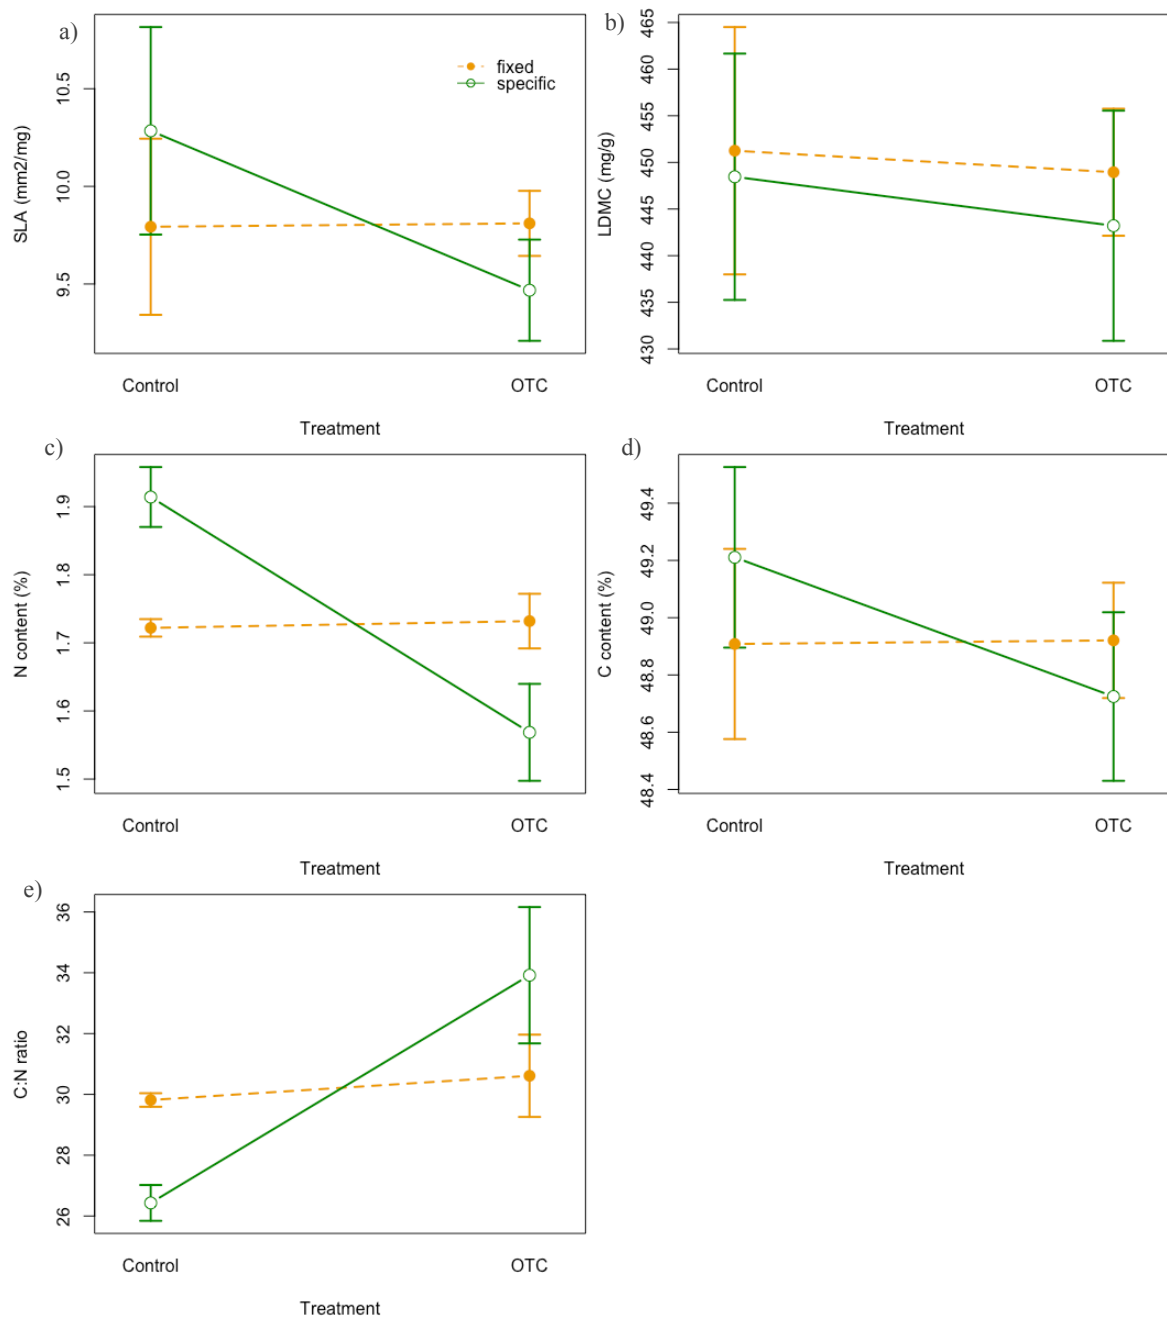 a)
SLA (mm2/mg)
10.5
10.0
9.5
fixed
specific
Control
OTC
Treatment
b)
LDMC (mg/g)
465
460
455
450
445
440
435
430
Control
OTC
Treatment
c)
N content (%)
1.9
1.8
1.7
1.6
1.5
Control
OTC
Treatment
d)
C content (%)
49.4
49.2
49.0
48.8
48.6
48.4
Control
OTC
Treatment
e)
C:N ratio
36
34
32
30
28
26
Control
OTC
Treatment